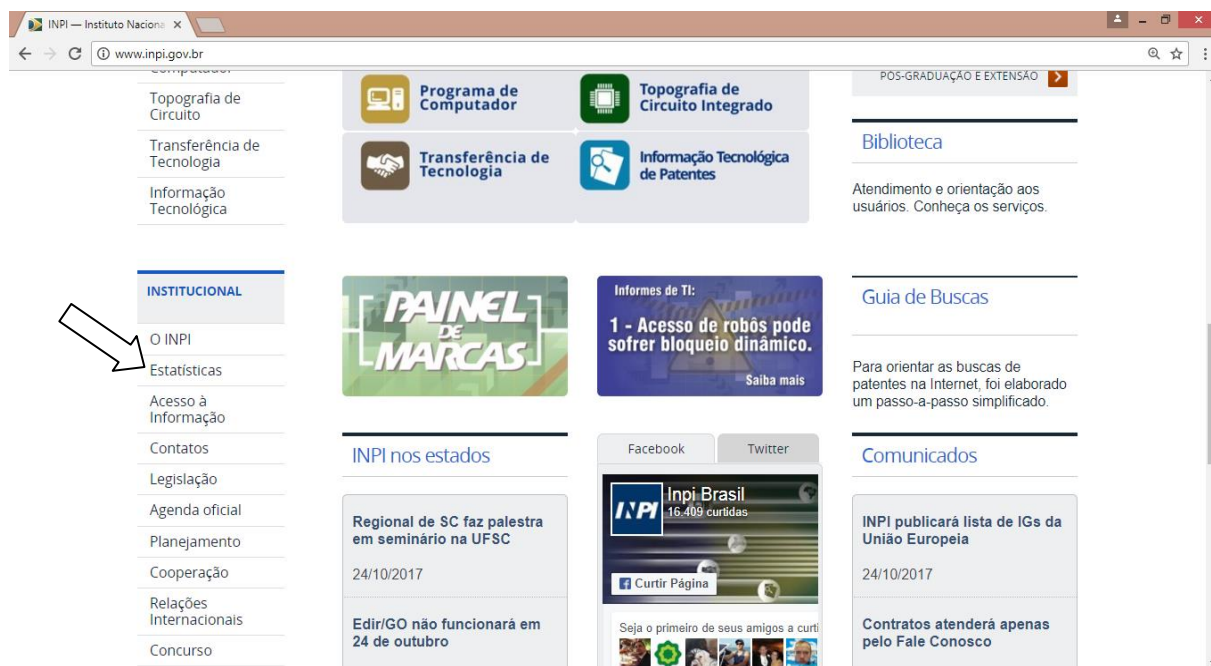 INPI — Instituto Naciona
www.inpi.gov.br
Computador
Topografia de
Circuito
Transferência de
Tecnologia
Informação
Tecnológica
INSTITUCIONAL
O INPI
Estatísticas
Acesso à
Informação
Contatos
Legislação
Agenda oficial
Planejamento
Cooperação
Relações
Internacionais
Concurso
Programa de
Computador
Topografia de
Circuito Integrado
Transferência de
Tecnologia
Informação Tecnológica
de Patentes
PAINEL
DE
MARCAS
Informes de TI:
1 - Acesso de robôs pode
sofrer bloqueio dinâmico.
Saiba mais
INPI nos estados
Regional de SC faz palestra
em seminário na UFSC
24/10/2017
Edir/GO não funcionará em
24 de outubro
Facebook
Twitter
INPI
Inpi Brasil
16.409 curtidas
Curtir Página
Seja o primeiro de seus amigos a curti
PÓS-GRADUAÇÃO E EXTENSÃO
Biblioteca
Atendimento e orientação aos
usuários. Conheça os serviços.
Guia de Buscas
Para orientar as buscas de
patentes na Internet, foi elaborado
um passo-a-passo simplificado.
Comunicados
INPI publicará lista de IGs da
União Europeia
24/10/2017
Contratos atenderá apenas
pelo Fale Conosco